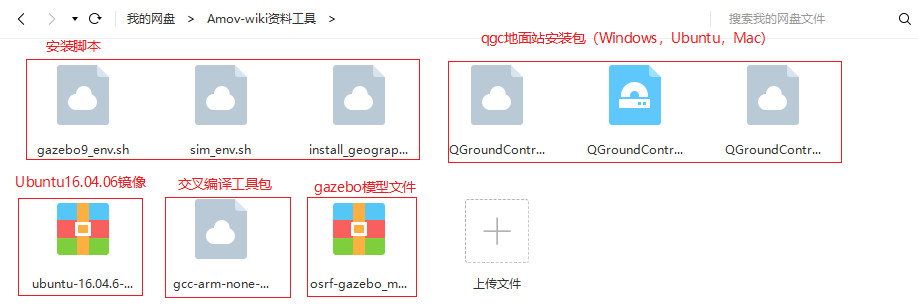 我的网盘 > Amov-wiki资料工具 >
搜索我的网盘文件
安装脚本
qgc地面站安装包（Windows，Ubuntu，Mac）
gazebo9_env.sh
sim_env.sh
install_geograp...
QGroundContr...
QGroundContr...
QGroundContr...
Ubuntu16.04.06镜像
交叉编译工具包
gazebo模型文件
ubuntu-16.04.6-...
gcc-arm-none-...
osrf-gazebo_m...
上传文件